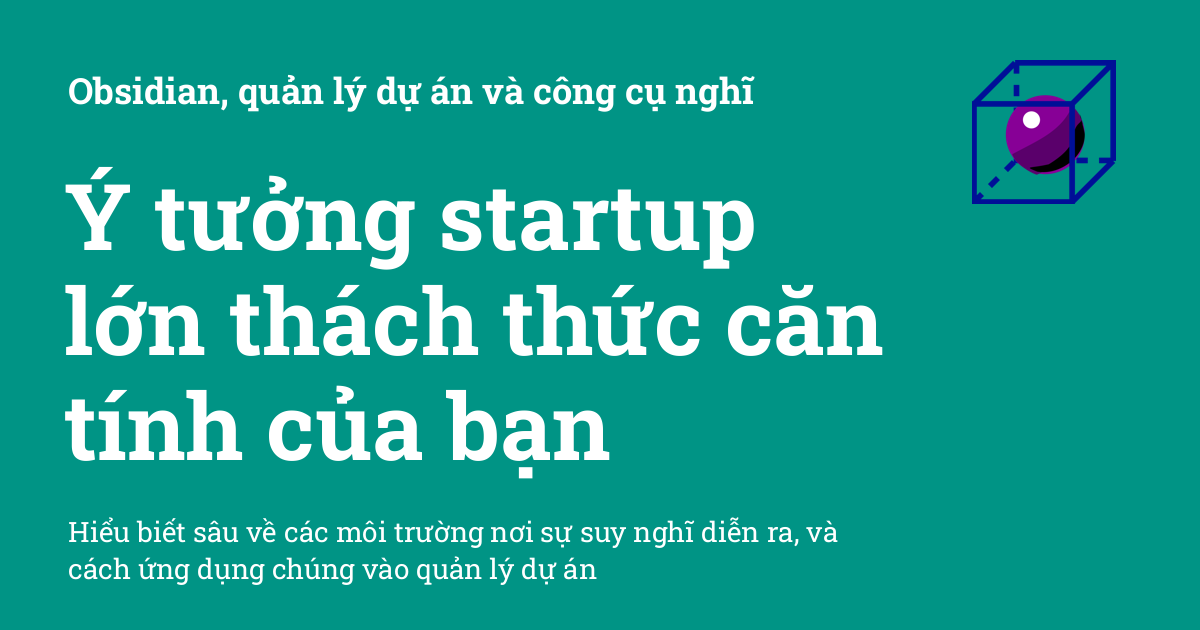 Obsidian, quản lý dự án và công cụ nghĩ
Ý tưởng startup
lớn thách thức căn
tính của bạn
Hiểu biết sâu về các môi trường nơi sự suy nghĩ diễn ra, và
cách ứng dụng chúng vào quản lý dự án